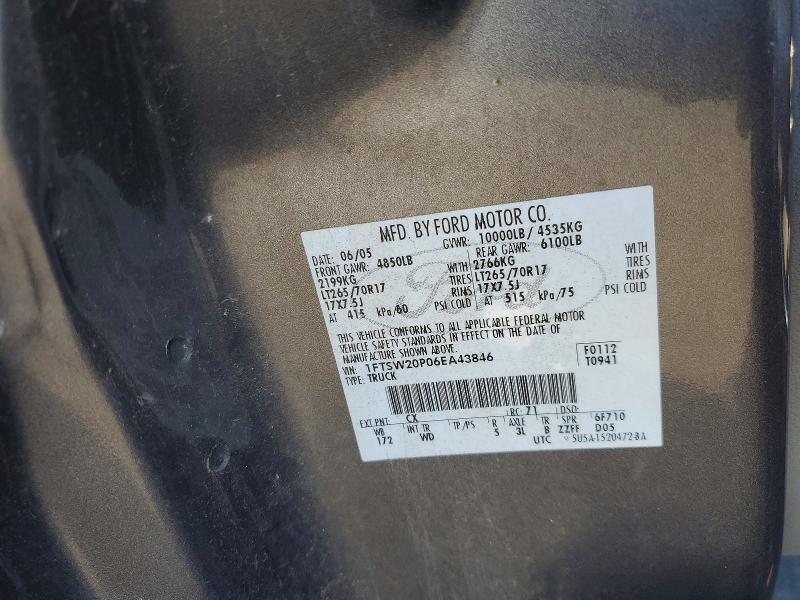 MFD. BY FORD MOTOR CO.
DATE: 06/05 GVWR: 10000LB/ 4535KG
FRONT GAWR: 4850LB REAR GAWR: 6100LB
2199KG WITH 2766KG WITH
LT265/70R17 TIRES LT265/70R17 TIRES
17X7.5J RIMS 17X7.5J RIMS
AT 415 kPa/60 PSI COLD AT 515 kPa/75 PSI COLD
Ford
THIS VEHICLE CONFORMS TO ALL APPLICABLE FEDERAL MOTOR
VEHICLE SAFETY STANDARDS IN EFFECT ON THE DATE OF
MANUFACTURE SHOWN ABOVE
VIN: 1FTSW20P06EA43846 F0112
TYPE: TRUCK T0941
EXT PNT: CX RC: 71 DSO:
WB INT TR TP/PS R AXLE TR SPR 6F710
172 WD 5 3L B ZZFF D05
UTC 5U5A-1520472-BA